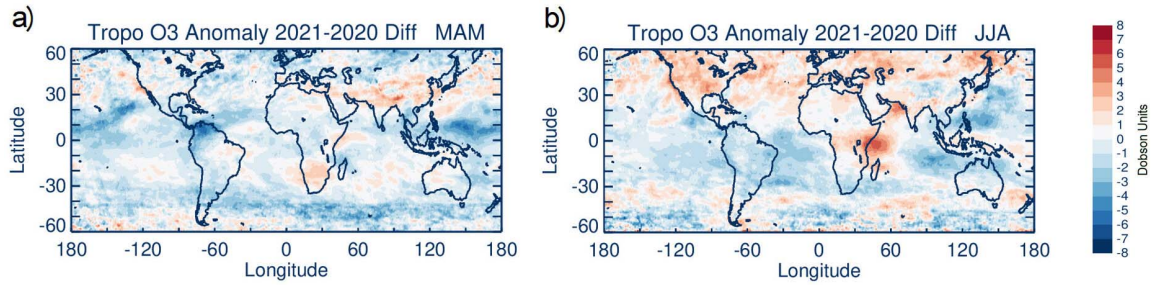 a)
Tropo O3 Anomaly 2021-2020 Diff MAM
60
30
0
-30
-60
Latitude
180 -120 -60 0 60 120 180
Longitude
b)
Tropo O3 Anomaly 2021-2020 Diff JJA
60
30
0
-30
-60
Latitude
180 -120 -60 0 60 120 180
Longitude
8
7
6
5
4
3
2
1
0
-1
-2
-3
-4
-5
-6
-7
-8
Dobson Units